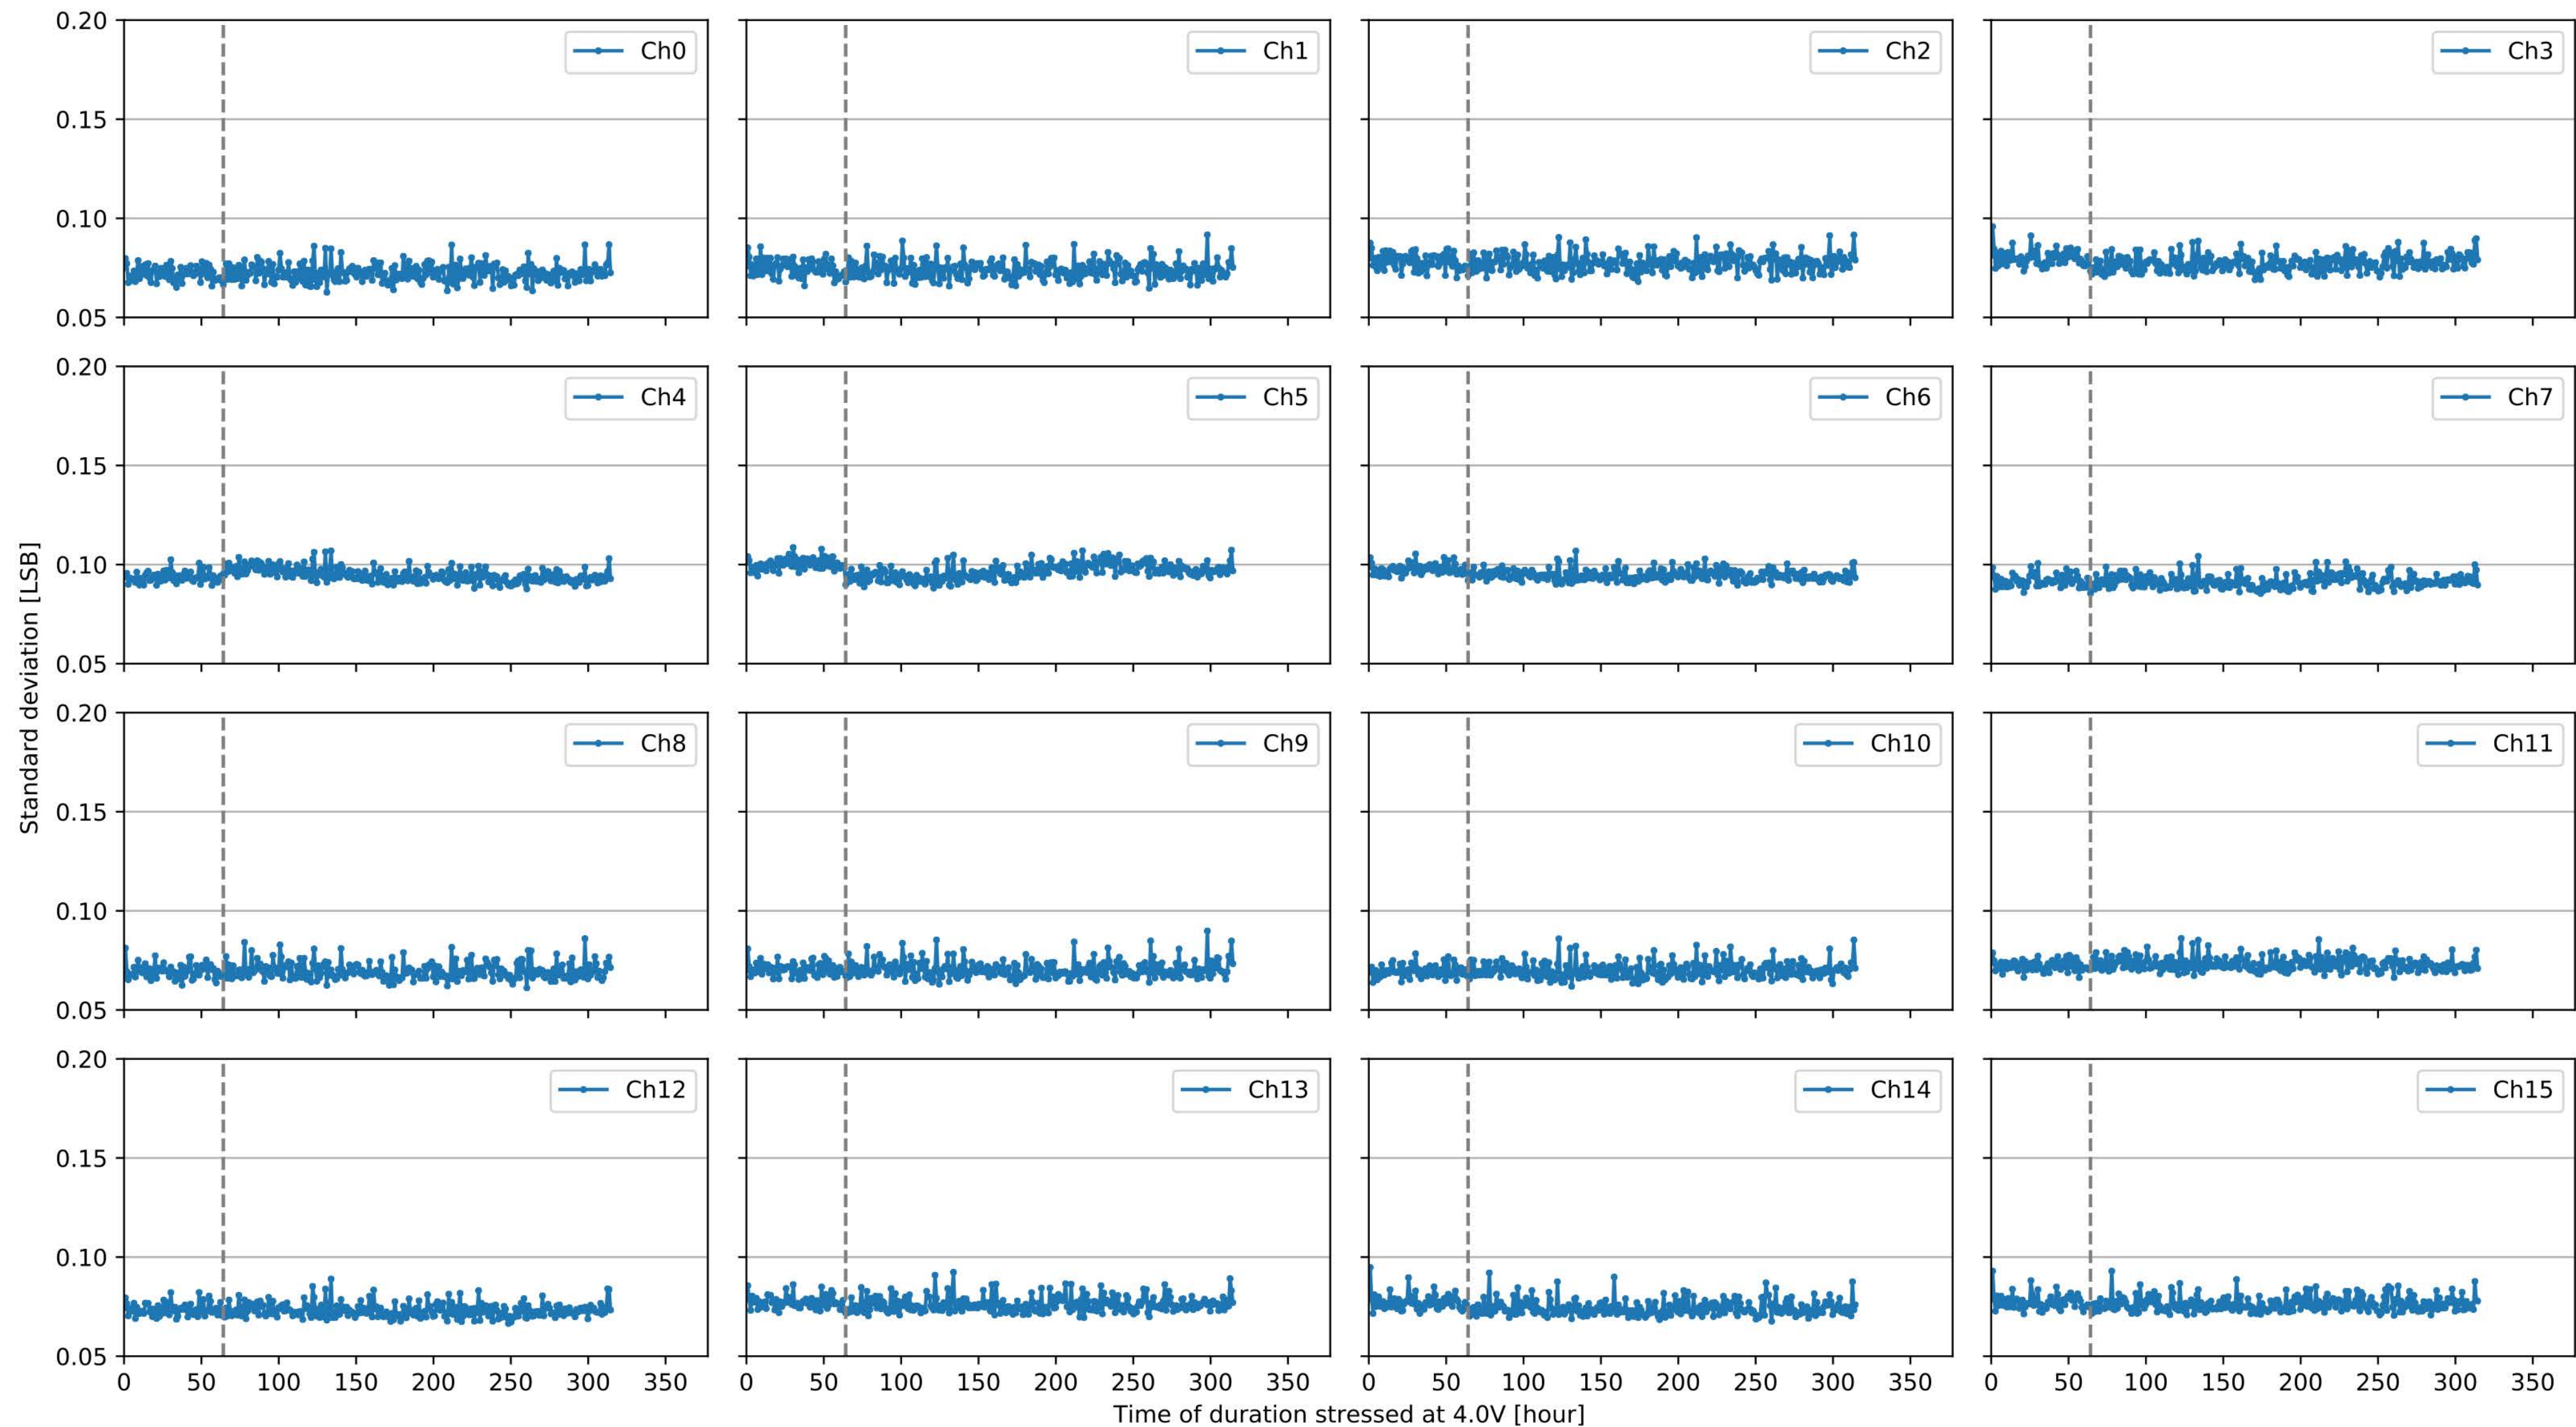 0.20
0.15
0.10
0.05
Ch0
Ch1
Ch2
Ch3
0.20
0.15
0.10
0.05
Ch4
Ch5
Ch6
Ch7
Standard deviation [LSB]
0.20
0.15
0.10
0.05
Ch8
Ch9
Ch10
Ch11
0.20
0.15
0.10
0.05
Ch12
Ch13
Ch14
Ch15
0 50 100 150 200 250 300 350
0 50 100 150 200 250 300 350
0 50 100 150 200 250 300 350
0 50 100 150 200 250 300 350
Time of duration stressed at 4.0V [hour]